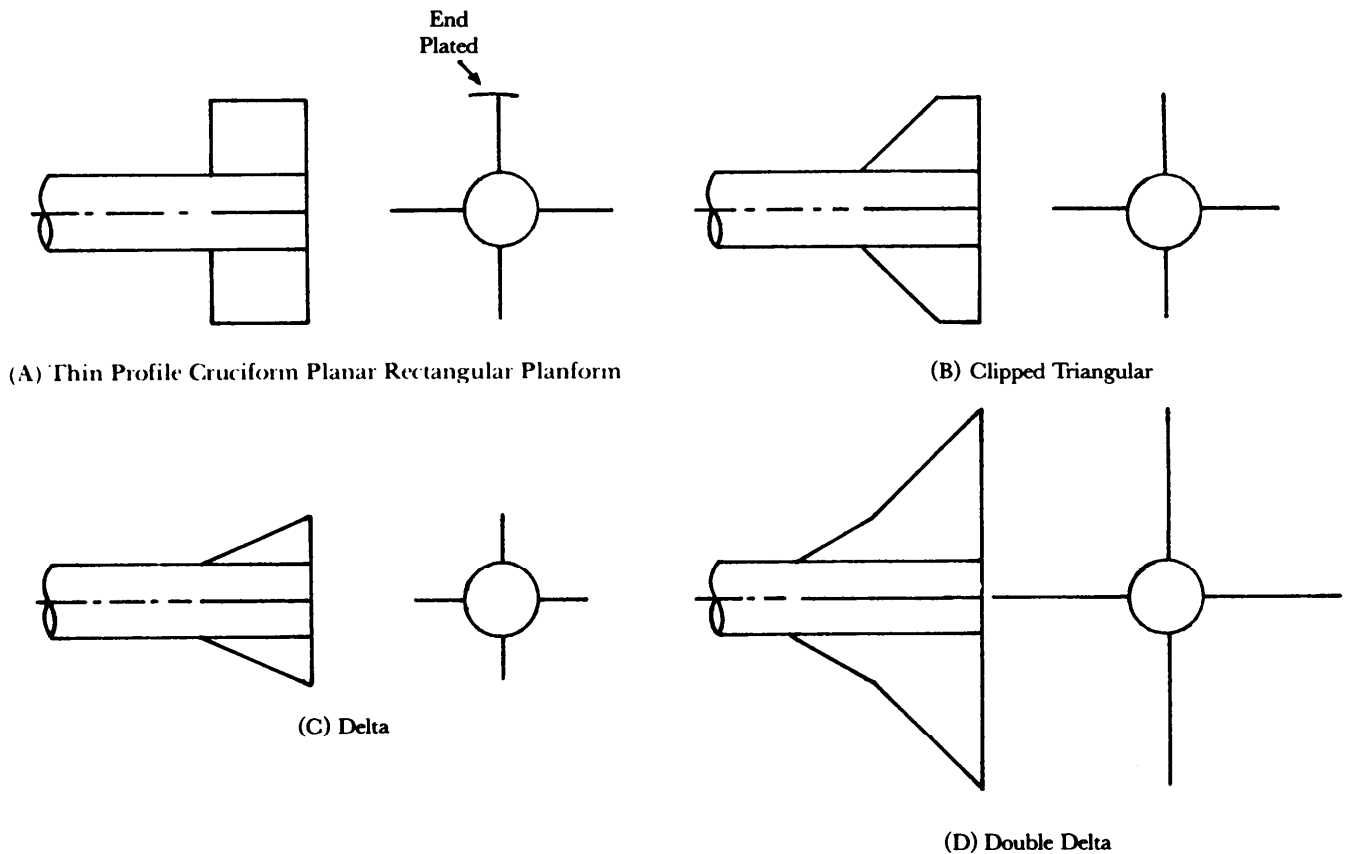 End
Plated
(A) Thin Profile Cruciform Planar Rectangular Planform
(B) Clipped Triangular
(C) Delta
(D) Double Delta